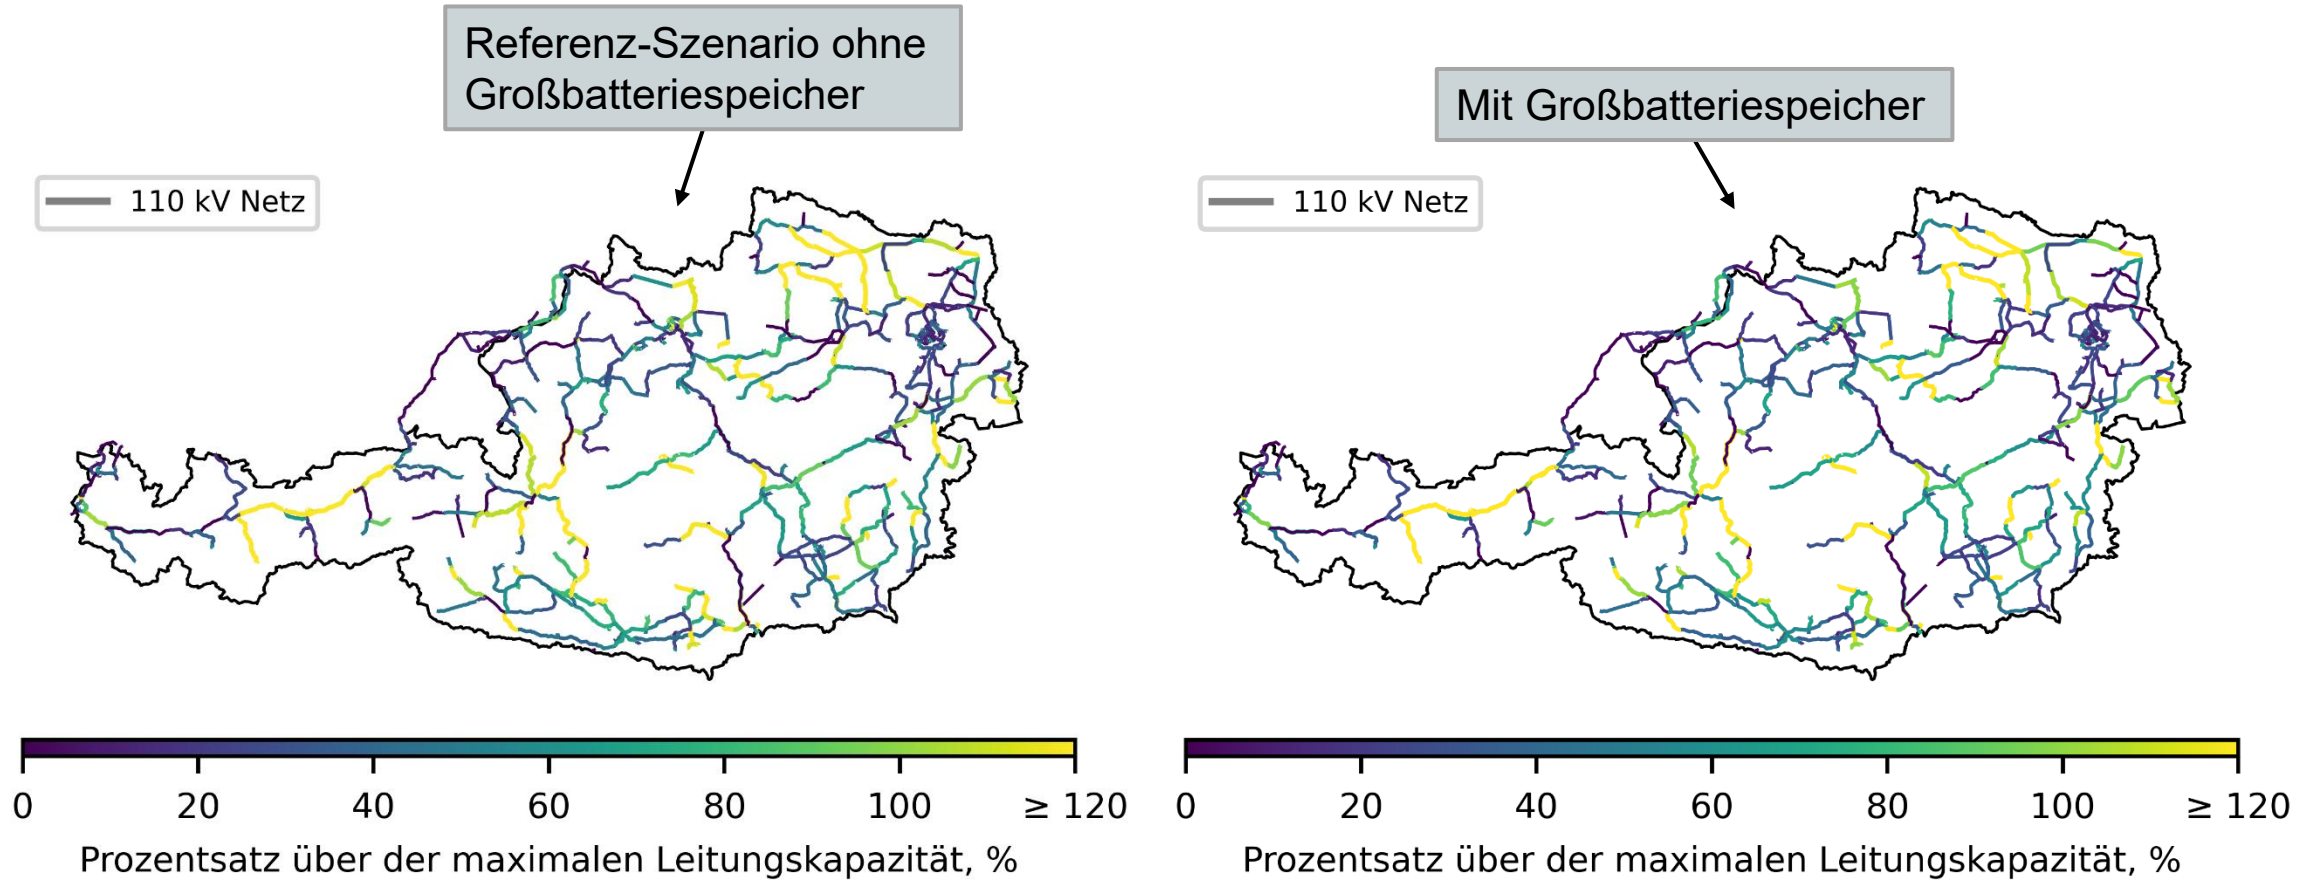 Referenz-Szenario ohne
Großbatteriespeicher
110 kV Netz
0 20 40 60 80 100 ≥ 120
Prozentsatz über der maximalen Leitungskapazität, %
Mit Großbatteriespeicher
110 kV Netz
0 20 40 60 80 100 ≥ 120
Prozentsatz über der maximalen Leitungskapazität, %